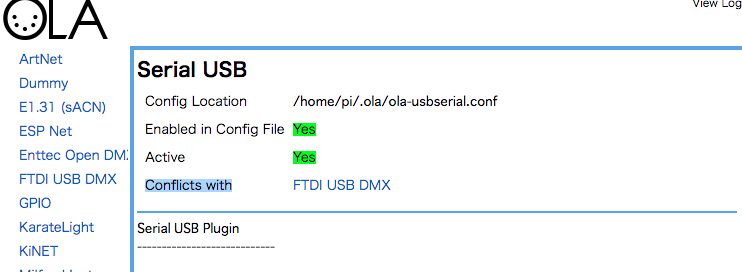 OLA
View Log
ArtNet
Dummy
E1.31 (sACN)
ESP Net
Enttec Open DM
FTDI USB DMX
GPIO
KarateLight
KiNET
Serial USB
Config Location /home/pi/.ola/ola-usbserial.conf
Enabled in Config File Yes
Active Yes
Conflicts with FTDI USB DMX
Serial USB Plugin
----------------------------